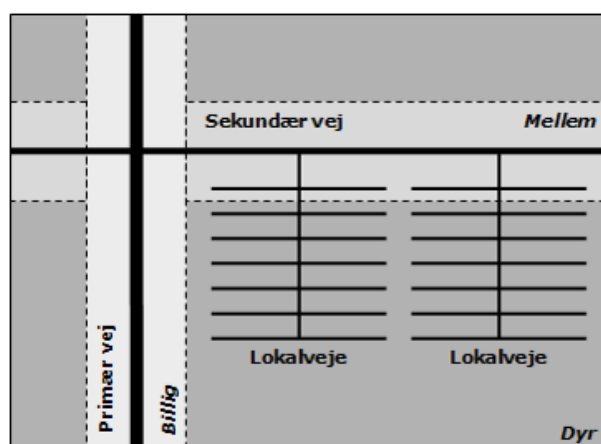 Sekundær vej
Mellem
Primær vej
Billig
Lokalveje
Lokalveje
Dyr